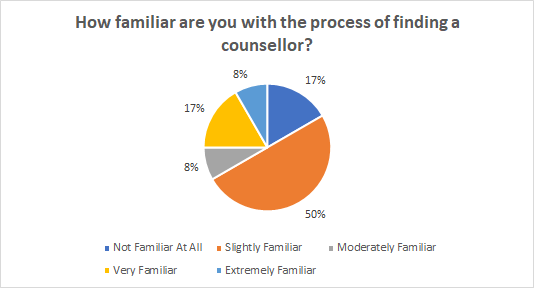 How familiar are you with the process of finding a
counsellor?
8%
17%
17%
8%
50%
Not Familiar At All
Slightly Familiar
Moderately Familiar
Very Familiar
Extremely Familiar